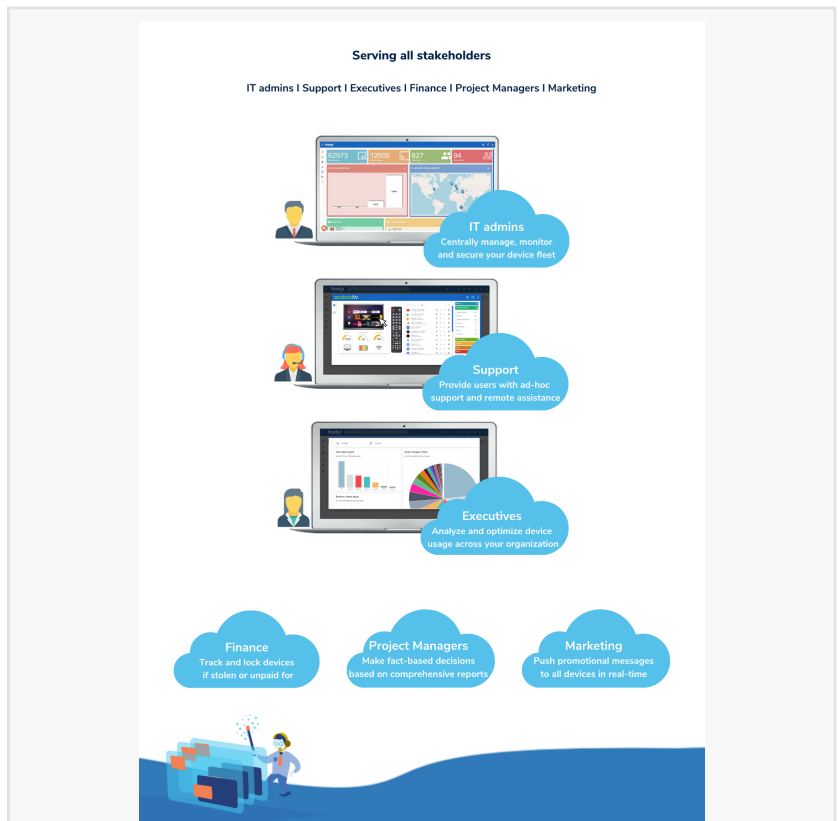 Serving all stakeholders
IT admins I Support I Executives I Finance I Project Managers I Marketing
62973
12505
827
94
IT admins
Centrally manage, monitor
and secure your device fleet
androidtv
Support
Provide users with ad-hoc
support and remote assistance
Executives
Analyze and optimize device
usage across your organization
Finance
Track and lock devices
if stolen or unpaid for
Project Managers
Make fact-based decisions
based on comprehensive reports
Marketing
Push promotional messages
to all devices in real-time